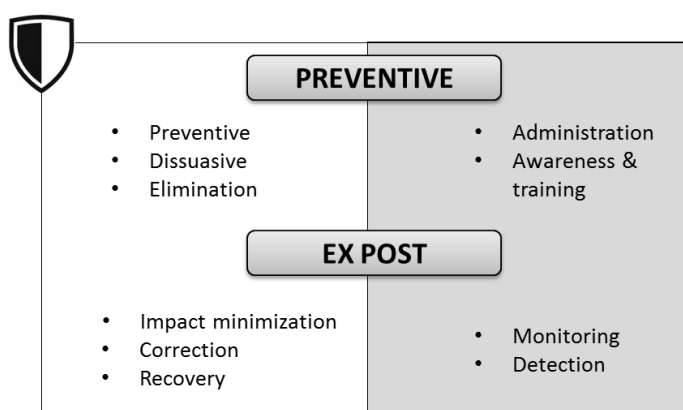 PREVENTIVE
• Preventive
• Dissuasive
• Elimination
• Administration
• Awareness &
training
EX POST
• Impact minimization
• Correction
• Recovery
• Monitoring
• Detection